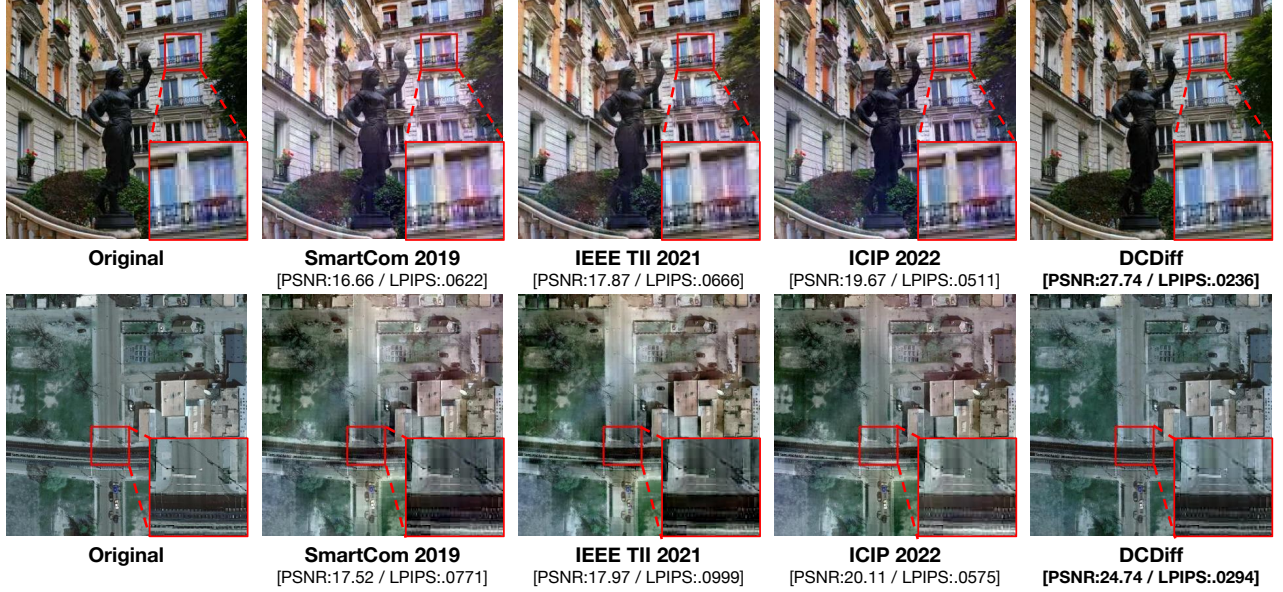 Original
SmartCom 2019
[PSNR:16.66 / LPIPS:.0622]
IEEE TII 2021
[PSNR:17.87 / LPIPS:.0666]
ICIP 2022
[PSNR:19.67 / LPIPS:.0511]
DCDiff
[PSNR:27.74 / LPIPS:.0236]
Original
SmartCom 2019
[PSNR:17.52 / LPIPS:.0771]
IEEE TII 2021
[PSNR:17.97 / LPIPS:.0999]
ICIP 2022
[PSNR:20.11 / LPIPS:.0575]
DCDiff
[PSNR:24.74 / LPIPS:.0294]